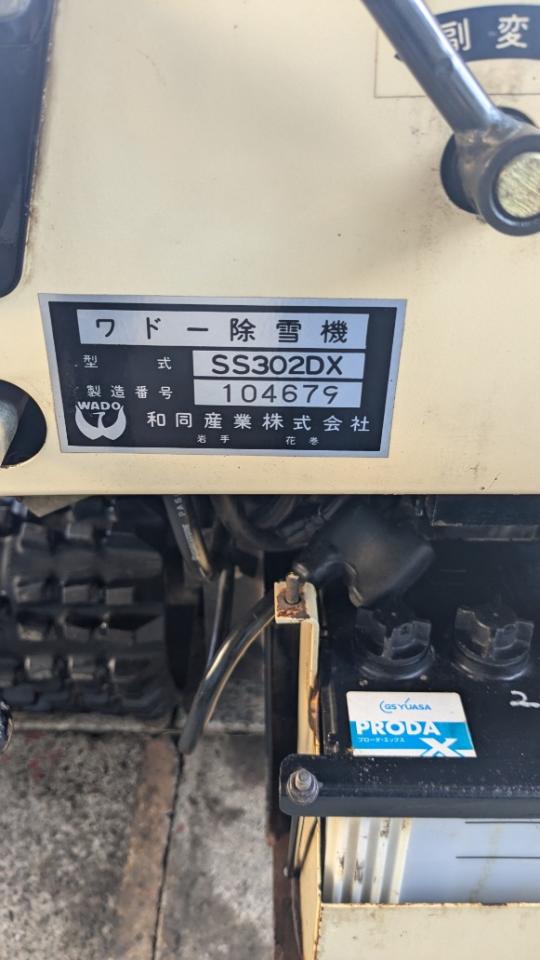 副変
ワドー除雪機
型式 SS302DX
製造番号 104679
WADO
和同産業株式会社
岩手 花巻
GS YUASA
PRODA
プローダ・エックス
X
2